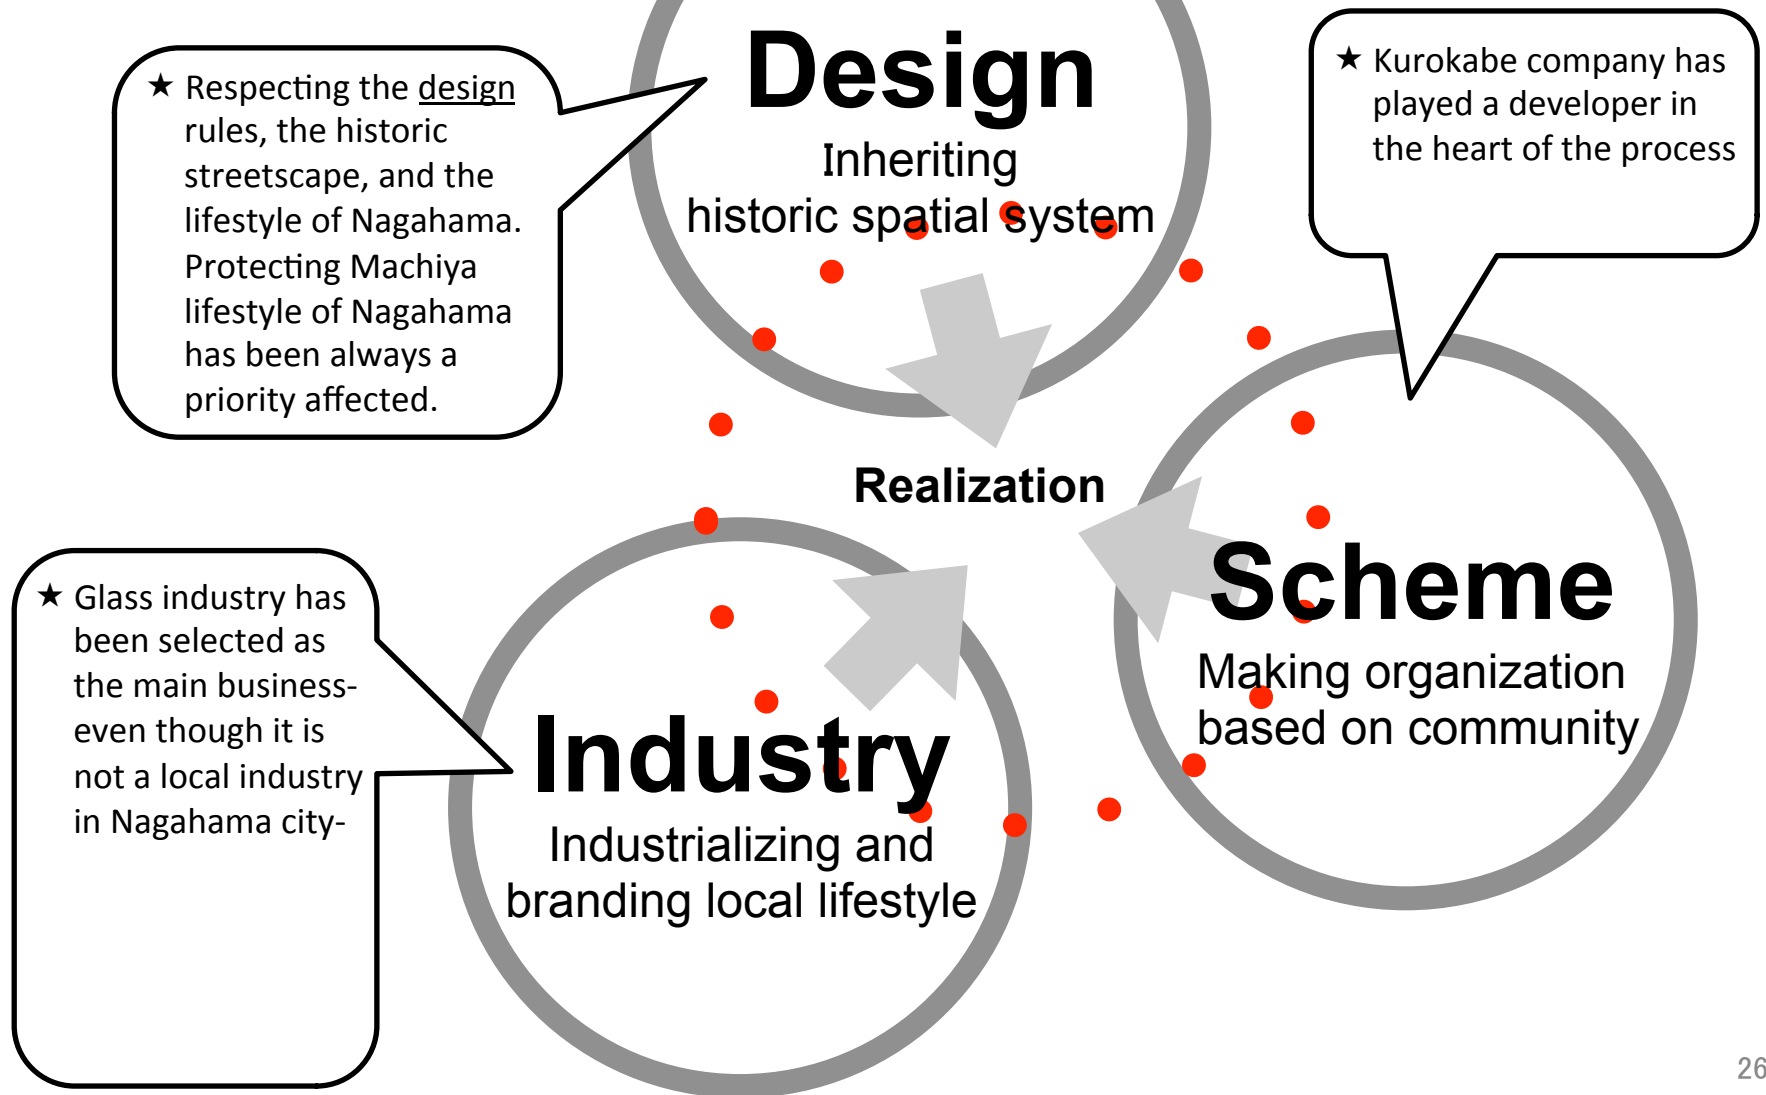 Design
Inheriting
historic spatial system
★ Respecting the design
rules, the historic
streetscape, and the
lifestyle of Nagahama.
Protecting Machiya
lifestyle of Nagahama
has been always a
priority affected.
★ Kurokabe company has
played a developer in
the heart of the process
Realization
Scheme
Making organization
based on community
★ Glass industry has
been selected as
the main business-
even though it is
not a local industry
in Nagahama city-
Industry
Industrializing and
branding local lifestyle
26